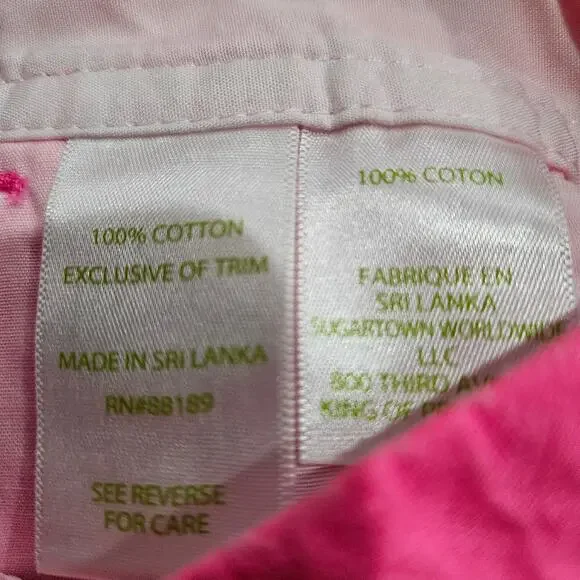 100% COTTON
EXCLUSIVE OF TRIM
MADE IN SRI LANKA
RN#88189
SEE REVERSE
FOR CARE
100% COTON
FABRIQUE EN
SRI LANKA
SUGARTOWN WORLDWIDE
LLC
800 THIRD AV
KING OF